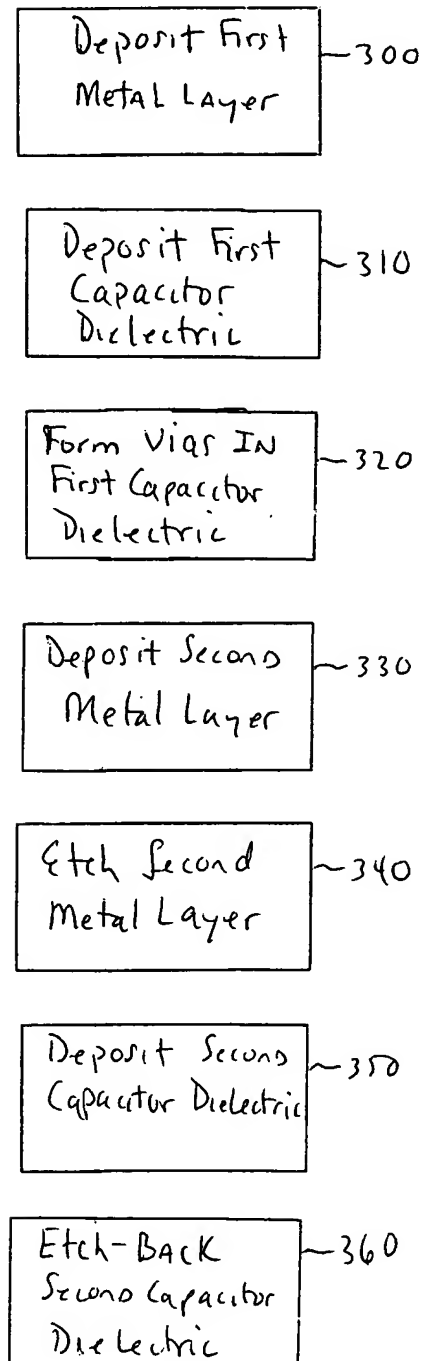 Deposit First
Metal Layer
300
Deposit First
Capacitor
Dielectric
310
Form Vias IN
First Capacitor
Dielectric
320
Deposit Second
Metal Layer
330
Etch Second
Metal Layer
340
Deposit Second
Capacitor Dielectric
350
Etch-Back
Second Capacitor
Dielectric
360